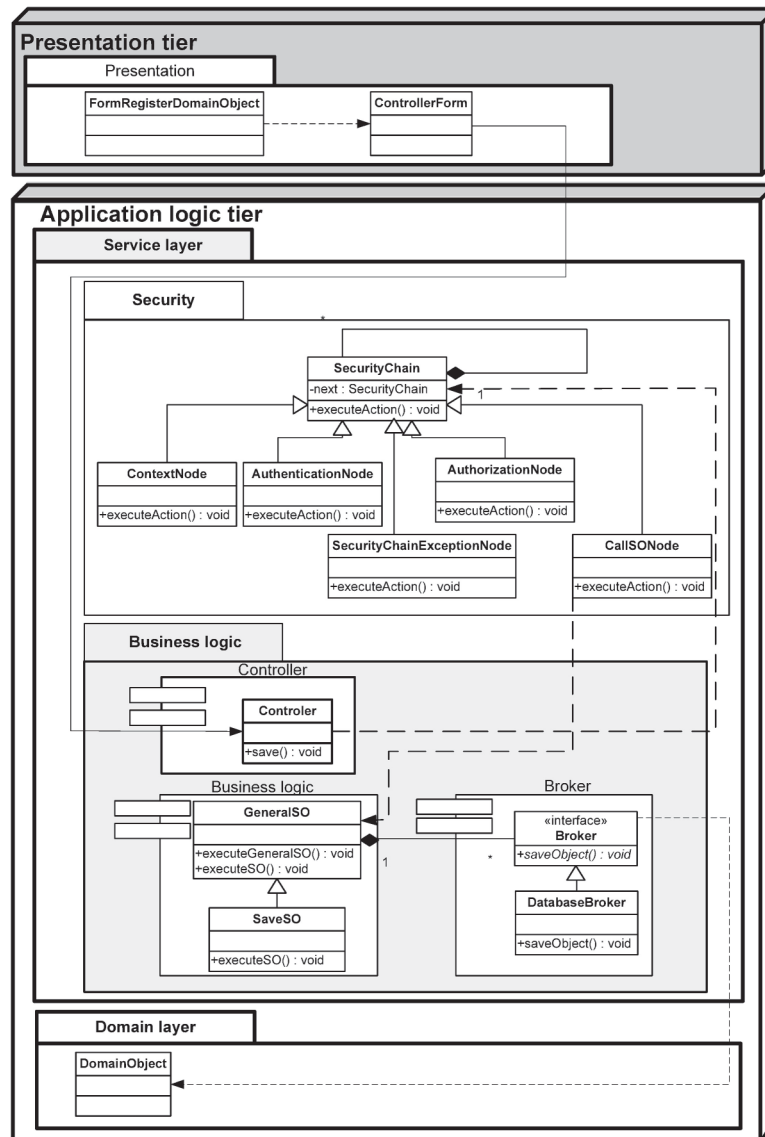 Presentation tier
Presentation
FormRegisterDomainObject
ControllerForm
Application logic tier
Service layer
Security
*
SecurityChain
-next : SecurityChain
+executeAction() : void
1
ContextNode
+executeAction() : void
AuthenticationNode
+executeAction() : void
AuthorizationNode
+executeAction() : void
SecurityChainExceptionNode
+executeAction() : void
CallSONode
+executeAction() : void
Business logic
Controller
Controler
+save() : void
Business logic
GeneralSO
+executeGeneralSO() : void
+executeSO() : void
1
*
SaveSO
+executeSO() : void
Broker
«interface»
Broker
+saveObject() : void
DatabaseBroker
+saveObject() : void
Domain layer
DomainObject